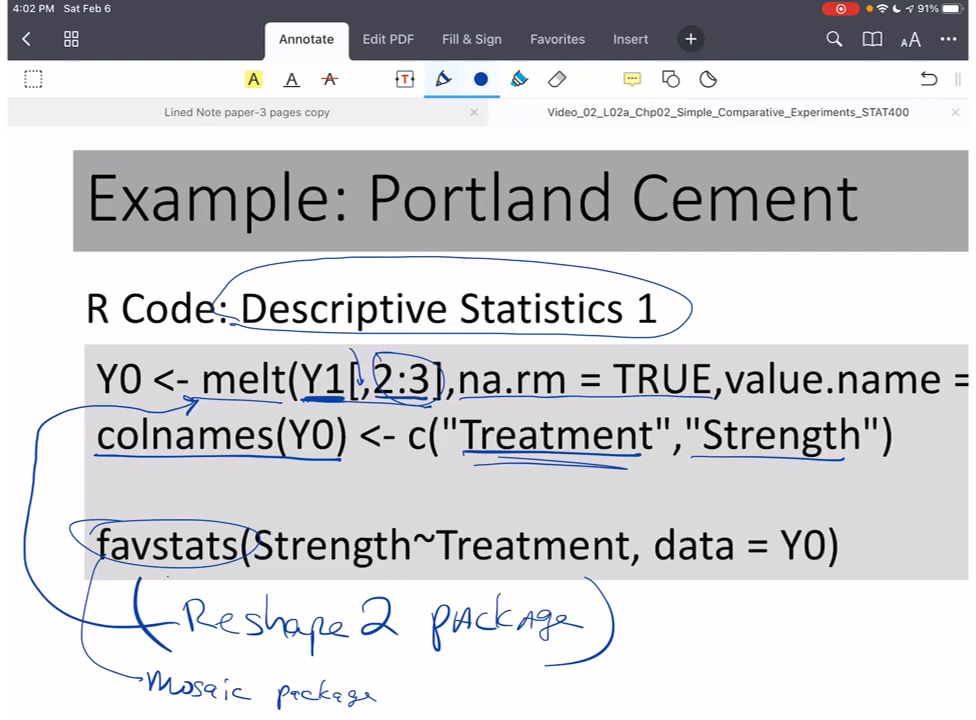 4:02 PM Sat Feb 6
91%
Annotate Edit PDF Fill & Sign Favorites Insert
AA
A A A T
Lined Note paper-3 pages copy
Video_02_L02a_Chp02_Simple_Comparative_Experiments_STAT400
Example: Portland Cement
R Code: Descriptive Statistics 1
Y0 <- melt(Y1[,2:3],na.rm = TRUE,value.name =
colnames(Y0) <- c("Treatment","Strength")
favstats(Strength~Treatment, data = Y0)
(Reshape2 package)
Mosaic package